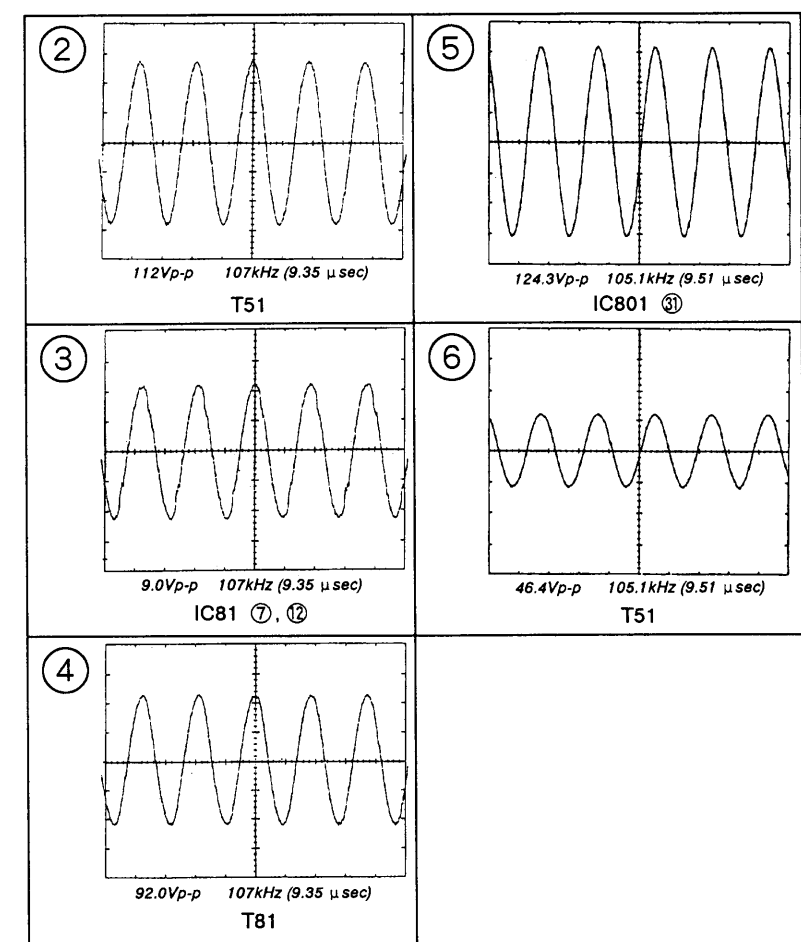 ②
112Vp-p 107kHz (9.35 μsec)
T51
③
9.0Vp-p 107kHz (9.35 μsec)
IC81 ⑦, ⑫
④
92.0Vp-p 107kHz (9.35 μsec)
T81
⑤
124.3Vp-p 105.1kHz (9.51 μsec)
IC801 ㉛
⑥
46.4Vp-p 105.1kHz (9.51 μsec)
T51